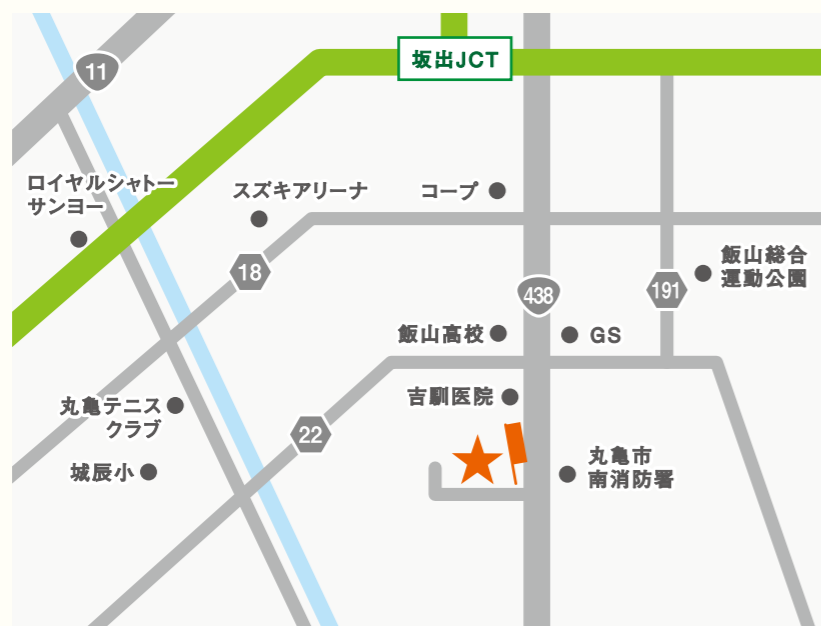 坂出JCT
11
ロイヤルシャトー
サンヨー
スズキアリーナ
コープ
18
438
191
飯山総合
運動公園
飯山高校
GS
吉馴医院
丸亀テニス
クラブ
22
城辰小
丸亀市
南消防署